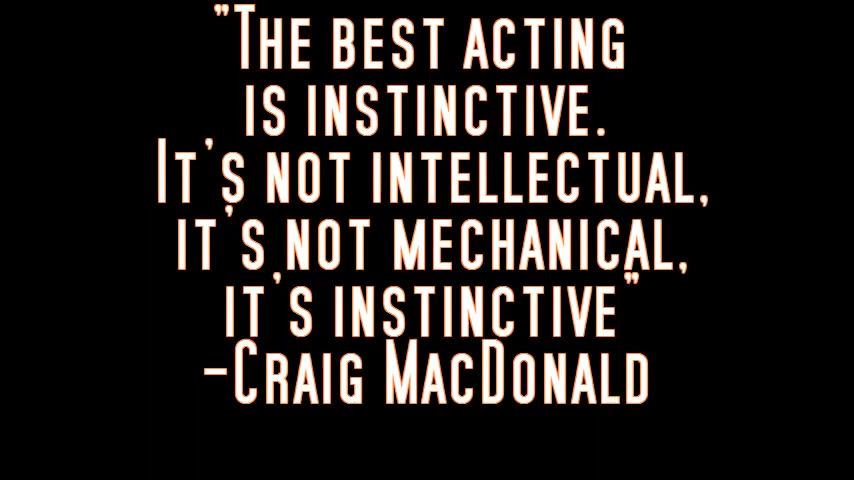 "The best acting
is instinctive.
It's not intellectual,
it's not mechanical,
it's instinctive"
-Craig MacDonald